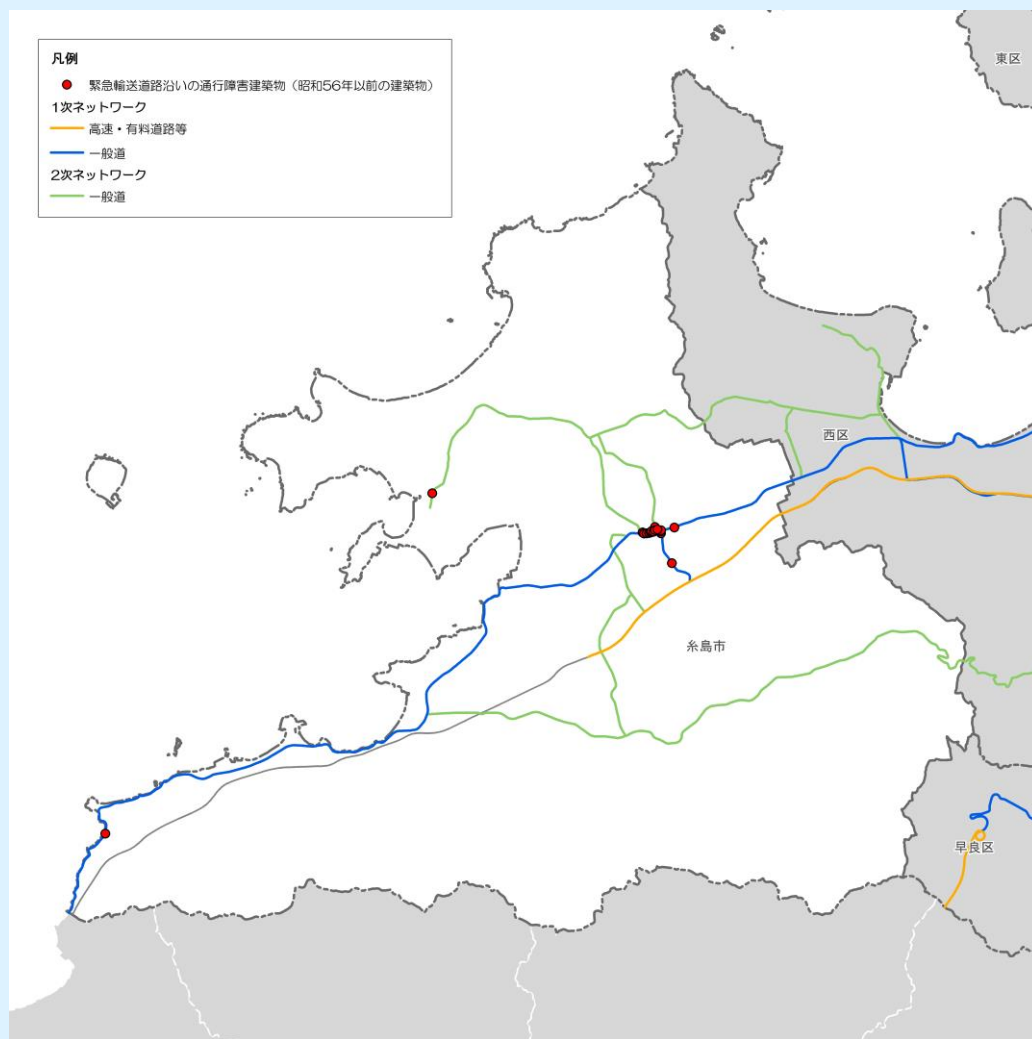 凡例
緊急輸送道路沿いの通行障害建築物（昭和56年以前の建築物）
1次ネットワーク
高速・有料道路等
一般道
2次ネットワーク
一般道
東区
西区
糸島市
早良区